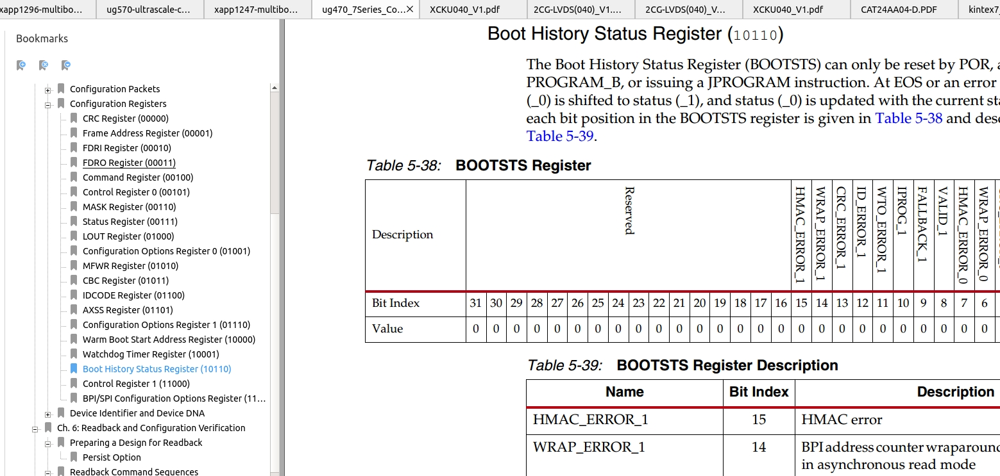 xapp1296-multibo...
ug570-ultrascale-c...
xapp1247-multibo...
ug470_7Series_Co...
XCKU040_V1.pdf
2CG-LVDS(040)_V1....
2CG-LVDS(040)_V...
XCKU040_V1.pdf
CAT24AA04-D.PDF
kintex7_
Bookmarks
Configuration Packets
Configuration Registers
CRC Register (00000)
Frame Address Register (00001)
FDRI Register (00010)
FDRO Register (00011)
Command Register (00100)
Control Register 0 (00101)
MASK Register (00110)
Status Register (00111)
LOUT Register (01000)
Configuration Options Register 0 (01001)
MFWR Register (01010)
CBC Register (01011)
IDCODE Register (01100)
AXSS Register (01101)
Configuration Options Register 1 (01110)
Warm Boot Start Address Register (10000)
Watchdog Timer Register (10001)
Boot History Status Register (10110)
Control Register 1 (11000)
BPI/SPI Configuration Options Register (11...
Device Identifier and Device DNA
Ch. 6: Readback and Configuration Verification
Preparing a Design for Readback
Persist Option
Readback Command Sequences
Boot History Status Register (10110)
The Boot History Status Register (BOOTSTS) can only be reset by POR,
PROGRAM_B, or issuing a JPROGRAM instruction. At EOS or an error
(_0) is shifted to status (_1), and status (_0) is updated with the current sta
each bit position in the BOOTSTS register is given in Table 5-38 and desc
Table 5-39.
Table 5-38: BOOTSTS Register
Description
Reserved
HMAC_ERROR_1
WRAP_ERROR_1
CRC_ERROR_1
ID_ERROR_1
WTO_ERROR_1
IPROG_1
FALLBACK_1
VALID_1
HMAC_ERROR_0
WRAP_ERROR_0
Bit Index 31 30 29 28 27 26 25 24 23 22 21 20 19 18 17 16 15 14 13 12 11 10 9 8 7 6
Value 0 0 0 0 0 0 0 0 0 0 0 0 0 0 0 0 0 0 0 0 0 0 0 0 0 0
Table 5-39: BOOTSTS Register Description
Name Bit Index Description
HMAC_ERROR_1 15 HMAC error
WRAP_ERROR_1 14 BPI address counter wraparound
in asynchronous read mode